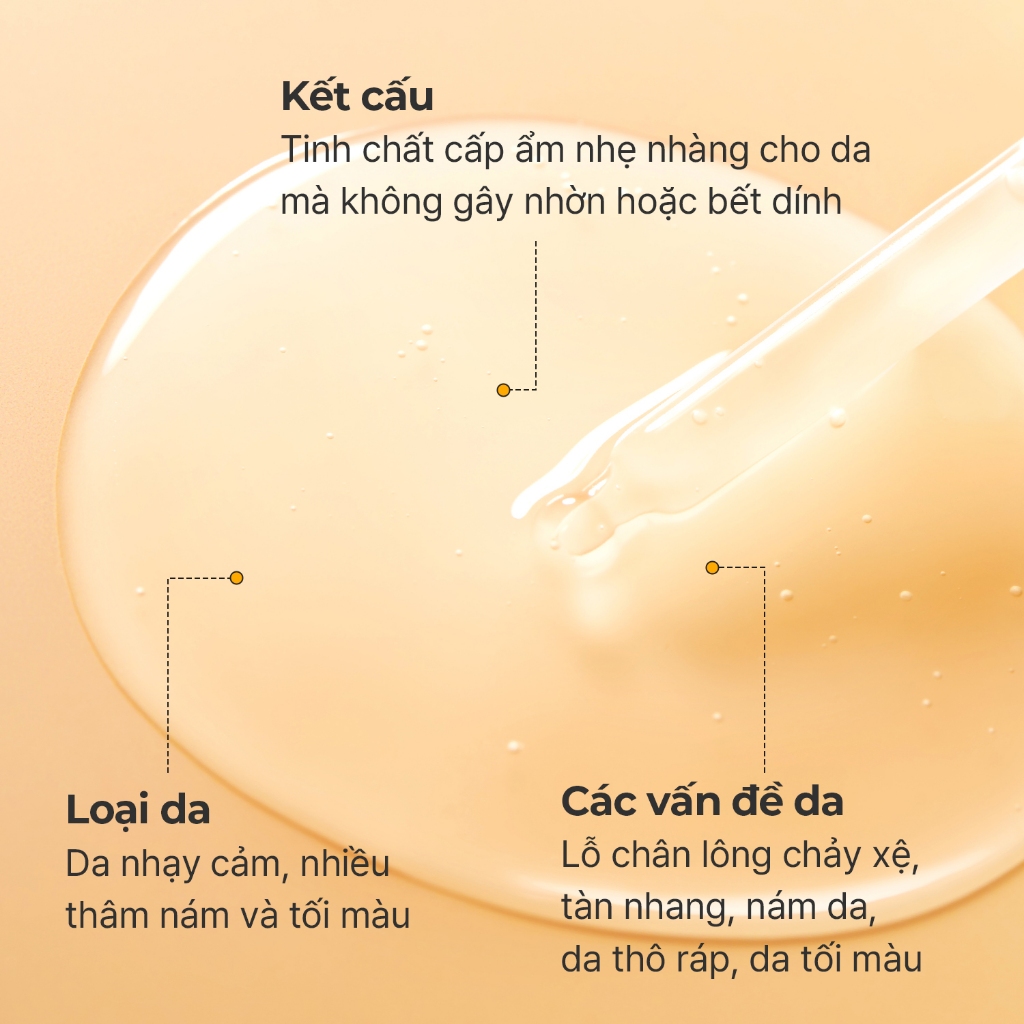 Kết cấu
Tinh chất cấp ẩm nhẹ nhàng cho da
mà không gây nhờn hoặc bết dính
Loại da
Da nhạy cảm, nhiều
thâm nám và tối màu
Các vấn đề da
Lỗ chân lông chảy xệ,
tàn nhang, nám da,
da thô ráp, da tối màu